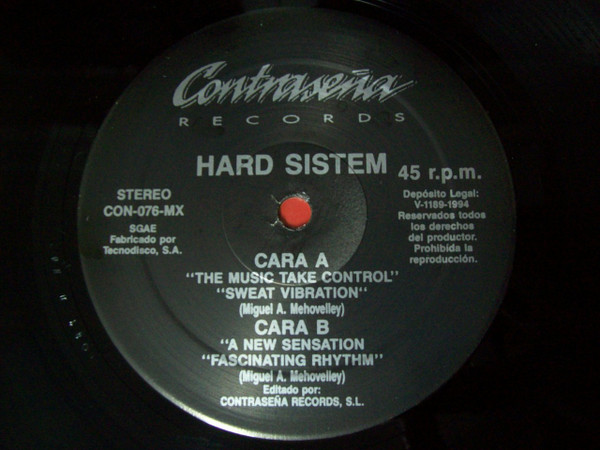 Contraseña
RECORDS
HARD SISTEM
45 r.p.m.
STEREO
CON-076-MX
SGAE
Fabricado por
Tecnodisco, S.A.
Depósito Legal:
V-1189-1994
Reservados todos
los derechos
del productor.
Prohibida la
reproducción.
CARA A
"THE MUSIC TAKE CONTROL"
"SWEAT VIBRATION"
(Miguel A. Mehovelley)
CARA B
"A NEW SENSATION
"FASCINATING RHYTHM"
(Miguel A. Mehovelley)
Editado por:
CONTRASEÑA RECORDS, S.L.